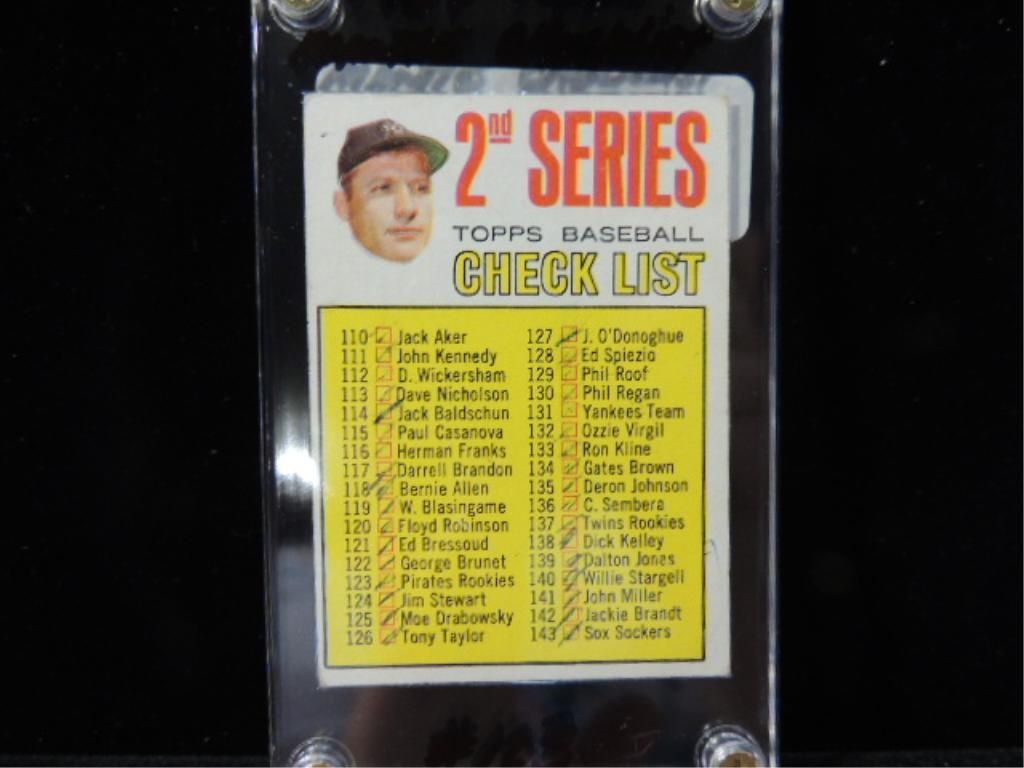 2nd SERIES
TOPPS BASEBALL
CHECK LIST
110 Jack Aker
111 John Kennedy
112 D. Wickersham
113 Dave Nicholson
114 Jack Baldschun
115 Paul Casanova
116 Herman Franks
117 Darrell Brandon
118 Bernie Allen
119 W. Blasingame
120 Floyd Robinson
121 Ed Bressoud
122 George Brunet
123 Pirates Rookies
124 Jim Stewart
125 Moe Drabowsky
126 Tony Taylor
127 J. O'Donoghue
128 Ed Spiezio
129 Phil Roof
130 Phil Regan
131 Yankees Team
132 Ozzie Virgil
133 Ron Kline
134 Gates Brown
135 Deron Johnson
136 C. Sembera
137 Twins Rookies
138 Dick Kelley
139 Dalton Jones
140 Willie Stargell
141 John Miller
142 Jackie Brandt
143 Sox Sockers